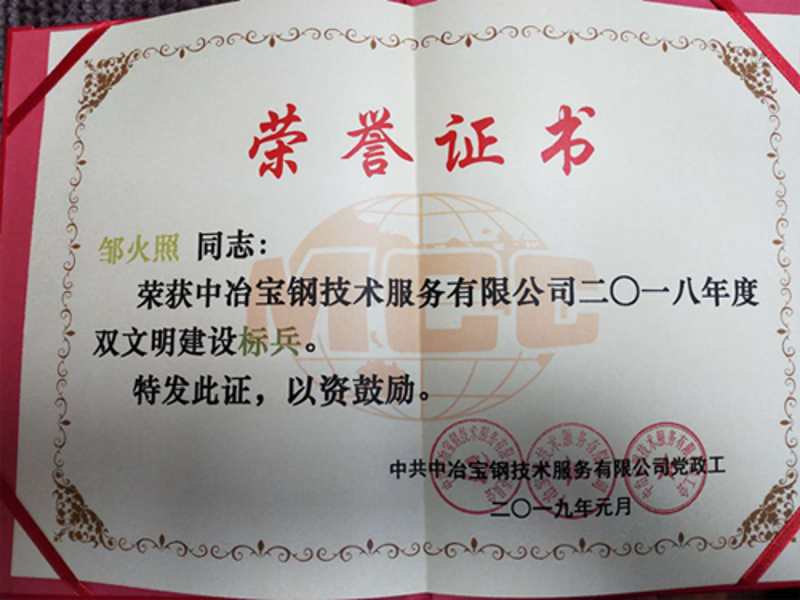 荣誉证书
邹火照 同志：
荣获中冶宝钢技术服务有限公司二〇一八年度
双文明建设标兵。
特发此证，以资鼓励。
MCC
中共中冶宝钢技术服务有限公司党政工
二〇一九年元月